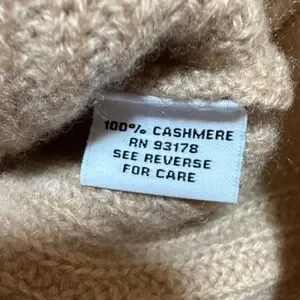 100% CASHMERE
RN 93178
SEE REVERSE
FOR CARE